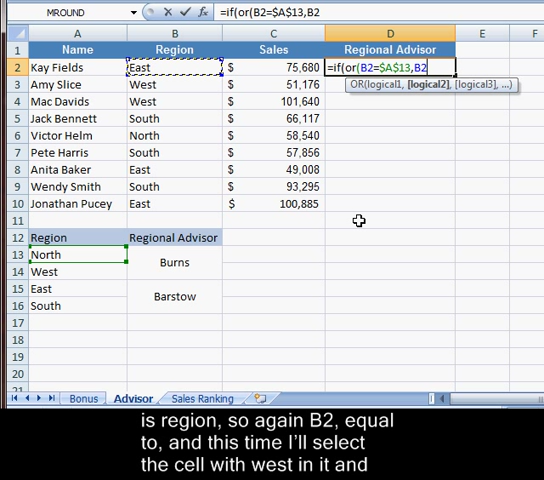 MROUND =if(or(B2=$A$13,B2
A B C D E F
1 Name Region Sales Regional Advisor
2 Kay Fields East $ 75,680 =if(or(B2=$A$13,B2
3 Amy Slice West $ 51,176 OR(logical1, [logical2], [logical3], ...)
4 Mac Davids West $ 101,640
5 Jack Bennett South $ 66,117
6 Victor Helm North $ 58,540
7 Pete Harris South $ 57,856
8 Anita Baker East $ 49,008
9 Wendy Smith South $ 93,295
10 Jonathan Pucey East $ 100,885
11
12 Region Regional Advisor
13 North Burns
14 West
15 East Barstow
16 South
17
18
19
20
21
Bonus Advisor Sales Ranking
is region, so again B2, equal
to, and this time I'll select
the cell with west in it and